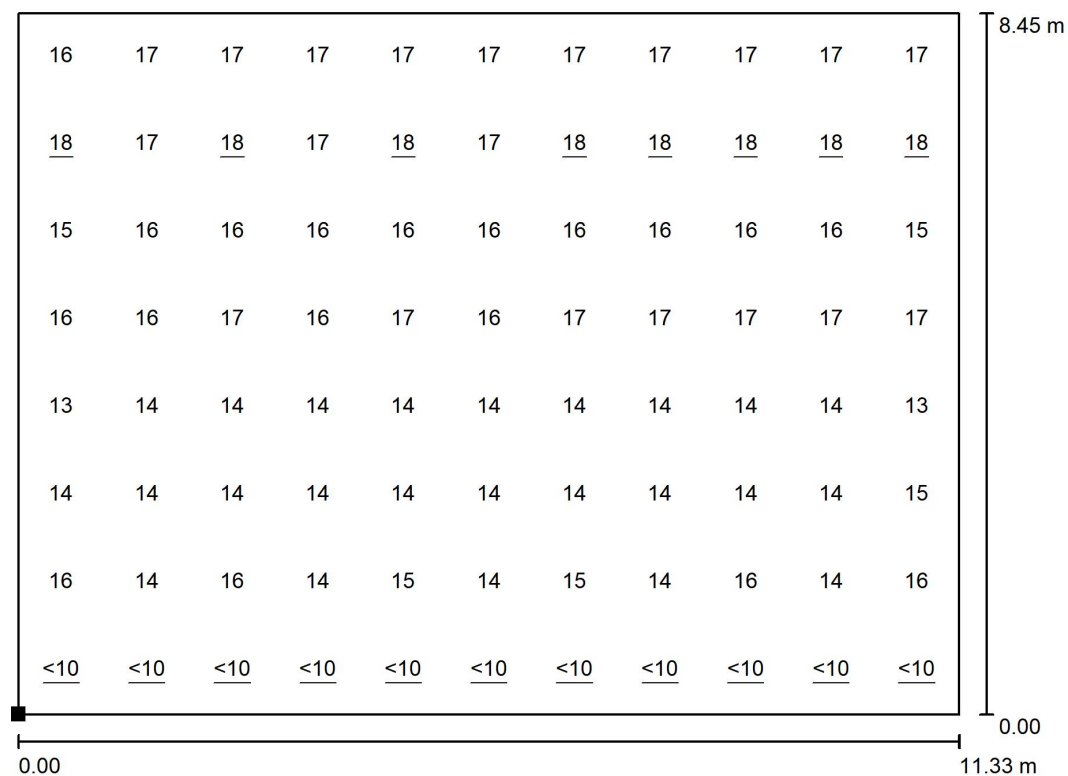 8.45 m
16 17 17 17 17 17 17 17 17 17 17
18 17 18 17 18 17 18 18 18 18 18
15 16 16 16 16 16 16 16 16 16 15
16 16 17 16 17 16 17 17 17 17 17
13 14 14 14 14 14 14 14 14 14 13
14 14 14 14 14 14 14 14 14 14 15
16 14 16 14 15 14 15 14 16 14 16
<10 <10 <10 <10 <10 <10 <10 <10 <10 <10 <10
0.00
0.00 11.33 m